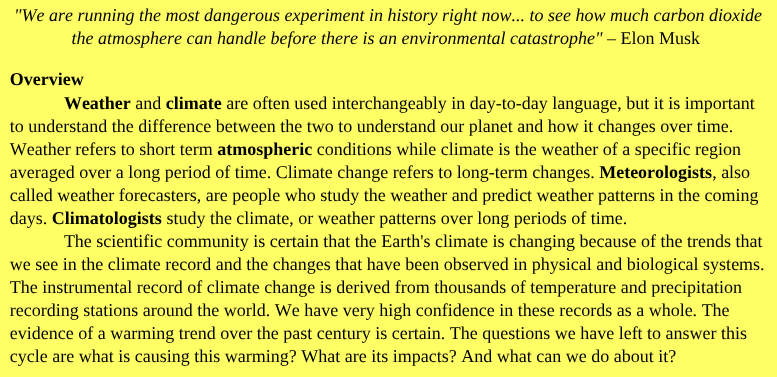 "We are running the most dangerous experiment in history right now... to see how much carbon dioxide
the atmosphere can handle before there is an environmental catastrophe" – Elon Musk
Overview
Weather and climate are often used interchangeably in day-to-day language, but it is important
to understand the difference between the two to understand our planet and how it changes over time.
Weather refers to short term atmospheric conditions while climate is the weather of a specific region
averaged over a long period of time. Climate change refers to long-term changes. Meteorologists, also
called weather forecasters, are people who study the weather and predict weather patterns in the coming
days. Climatologists study the climate, or weather patterns over long periods of time.
The scientific community is certain that the Earth's climate is changing because of the trends that
we see in the climate record and the changes that have been observed in physical and biological systems.
The instrumental record of climate change is derived from thousands of temperature and precipitation
recording stations around the world. We have very high confidence in these records as a whole. The
evidence of a warming trend over the past century is certain. The questions we have left to answer this
cycle are what is causing this warming? What are its impacts? And what can we do about it?